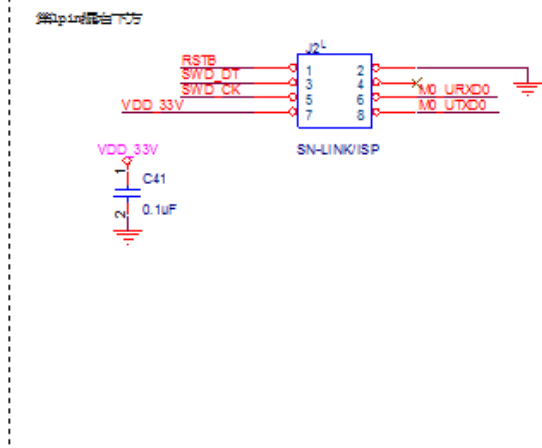 第1pin擺右下方
J2
RSTB 1 2
SWD_DT 3 4
SWD_CK 5 6 M0_URXD0
VDD_33V 7 8 M0_UTXD0
SN-LINK/ISP
VDD_33V
1
C41
0.1uF
2